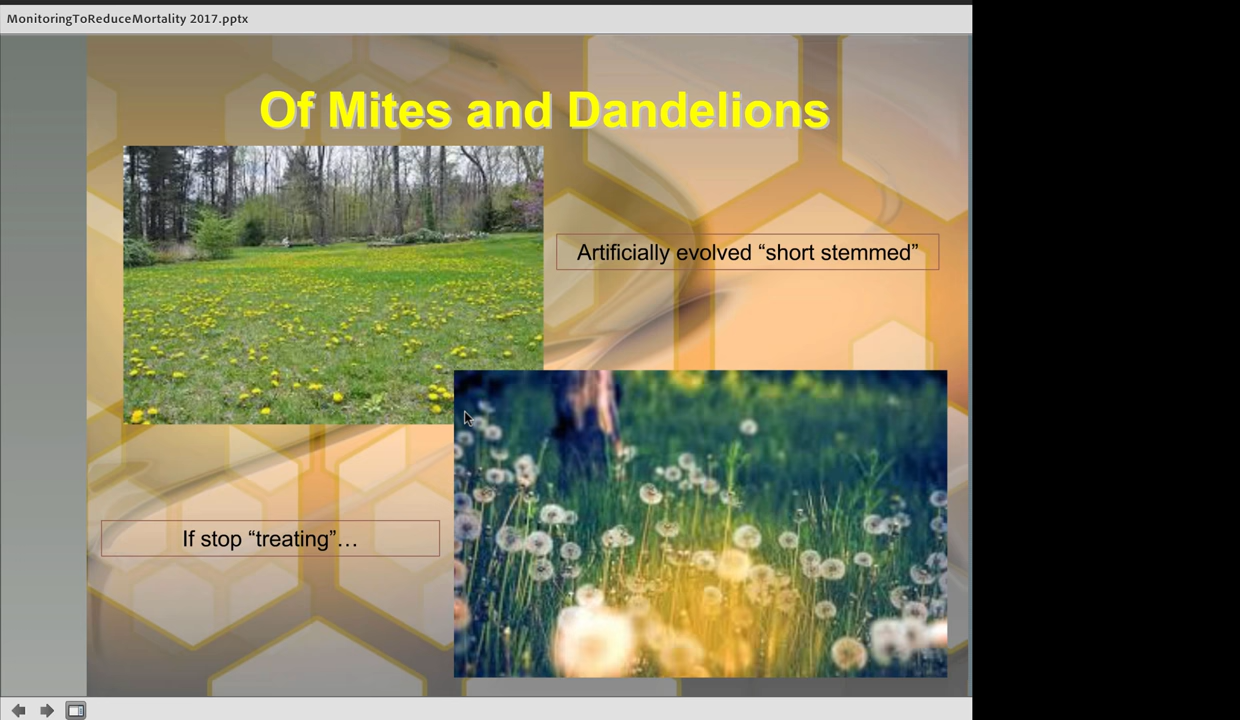 MonitoringToReduceMortality 2017.pptx
Of Mites and Dandelions
Artificially evolved “short stemmed”
If stop “treating”…